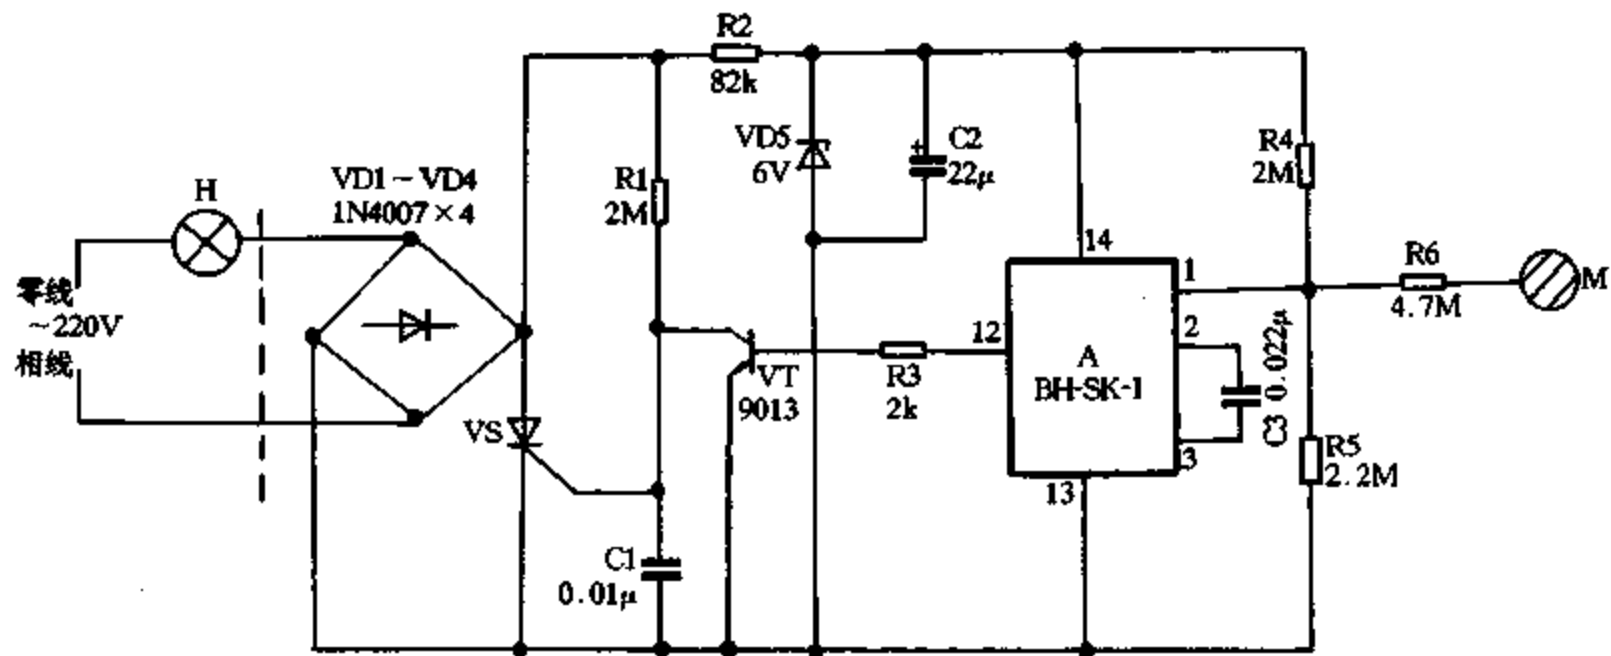 R2
82k
VD5
6V
C2
22μ
R4
2M
H
VD1~VD4
1N4007×4
R1
2M
14
1
R6
4.7M
M
零线
~220V
相线
12
2
A
BH-SK-1
C3 0.022μ
R3
2k
VT
9013
VS
3
13
R5
2.2M
C1
0.01μ
+